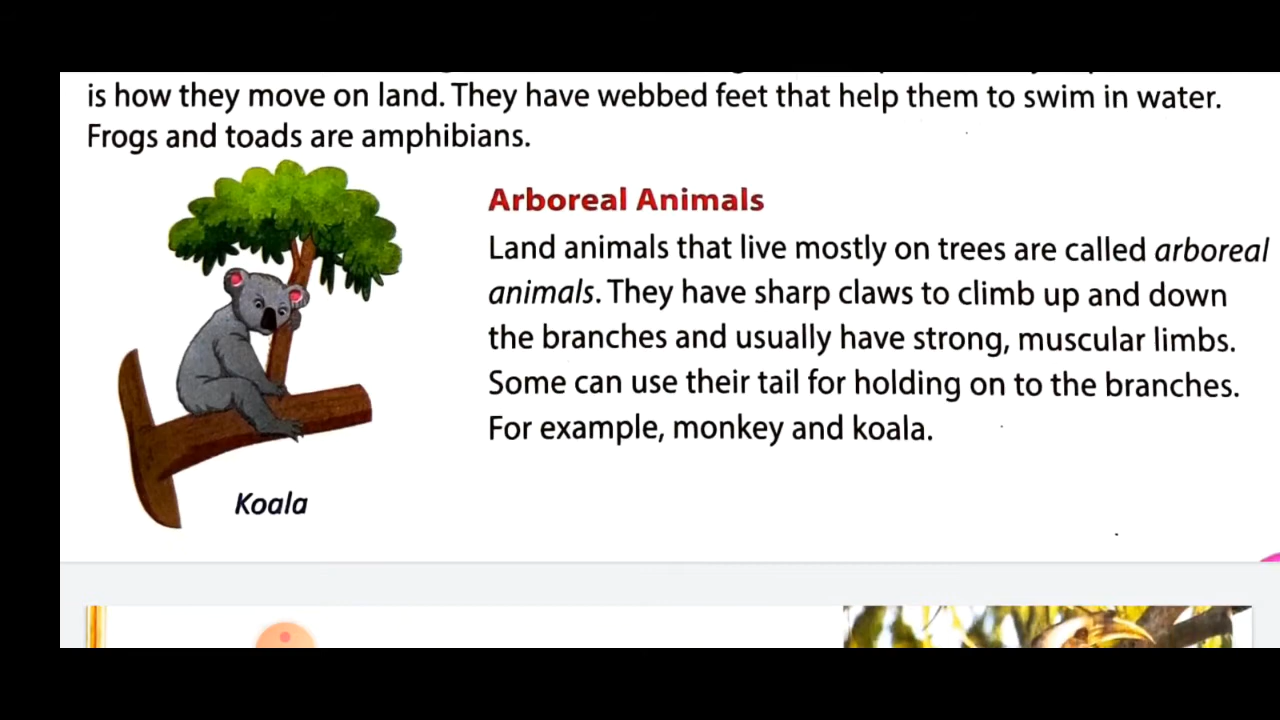 is how they move on land. They have webbed feet that help them to swim in water.
Frogs and toads are amphibians.
Arboreal Animals
Land animals that live mostly on trees are called arboreal
animals. They have sharp claws to climb up and down
the branches and usually have strong, muscular limbs.
Some can use their tail for holding on to the branches.
For example, monkey and koala.
Koala